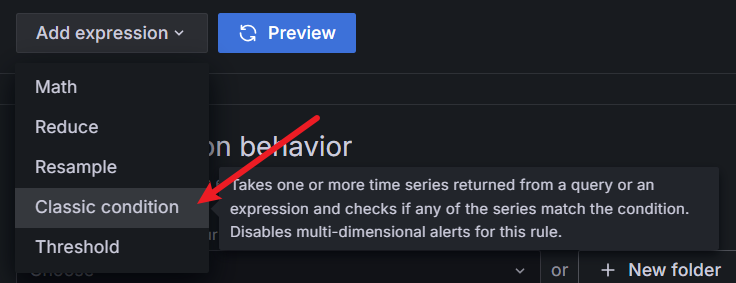 Add expression
Preview
Math
Reduce
on behavior
Resample
Classic condition
Takes one or more time series returned from a query or an
expression and checks if any of the series match the condition.
Disables multi-dimensional alerts for this rule.
Threshold
or
+ New folder